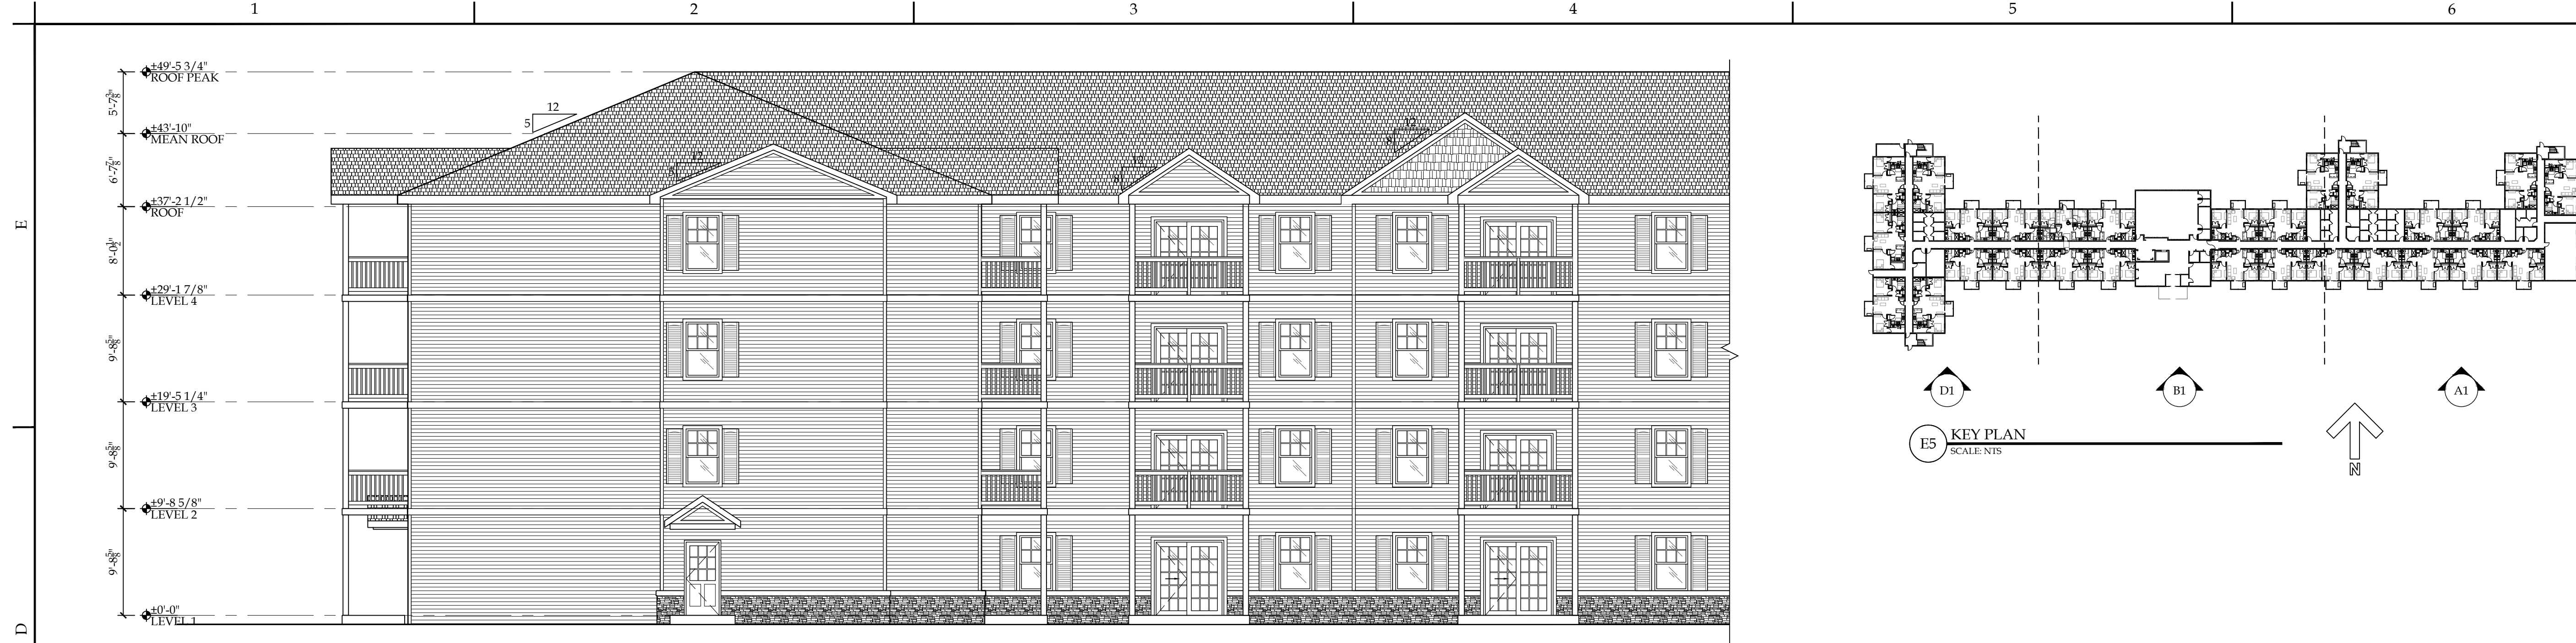 1 2 3 4 5 6
±49'-5 3/4"
ROOF PEAK
5'-7 3/8"
12
5
±43'-10"
MEAN ROOF
12
8
6'-7 7/8"
12
5
12
8
±37'-2 1/2"
ROOF
E
8'-0 1/2"
±29'-1 7/8"
LEVEL 4
9'-8 5/8"
D1
B1
A1
±19'-5 1/4"
LEVEL 3
E5
KEY PLAN
SCALE: NTS
N
9'-8 5/8"
±9'-8 5/8"
LEVEL 2
9'-8 5/8"
±0'-0"
LEVEL 1
D